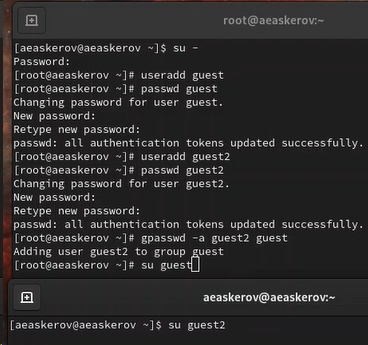 root@aeaskerov:~
[aeaskerov@aeaskerov ~]$ su -
Password:
[root@aeaskerov ~]# useradd guest
[root@aeaskerov ~]# passwd guest
Changing password for user guest.
New password:
Retype new password:
passwd: all authentication tokens updated successfully.
[root@aeaskerov ~]# useradd guest2
[root@aeaskerov ~]# passwd guest2
Changing password for user guest2.
New password:
Retype new password:
passwd: all authentication tokens updated successfully.
[root@aeaskerov ~]# gpasswd -a guest2 guest
Adding user guest2 to group guest
[root@aeaskerov ~]# su guest
aeaskerov@aeaskerov:~
[aeaskerov@aeaskerov ~]$ su guest2